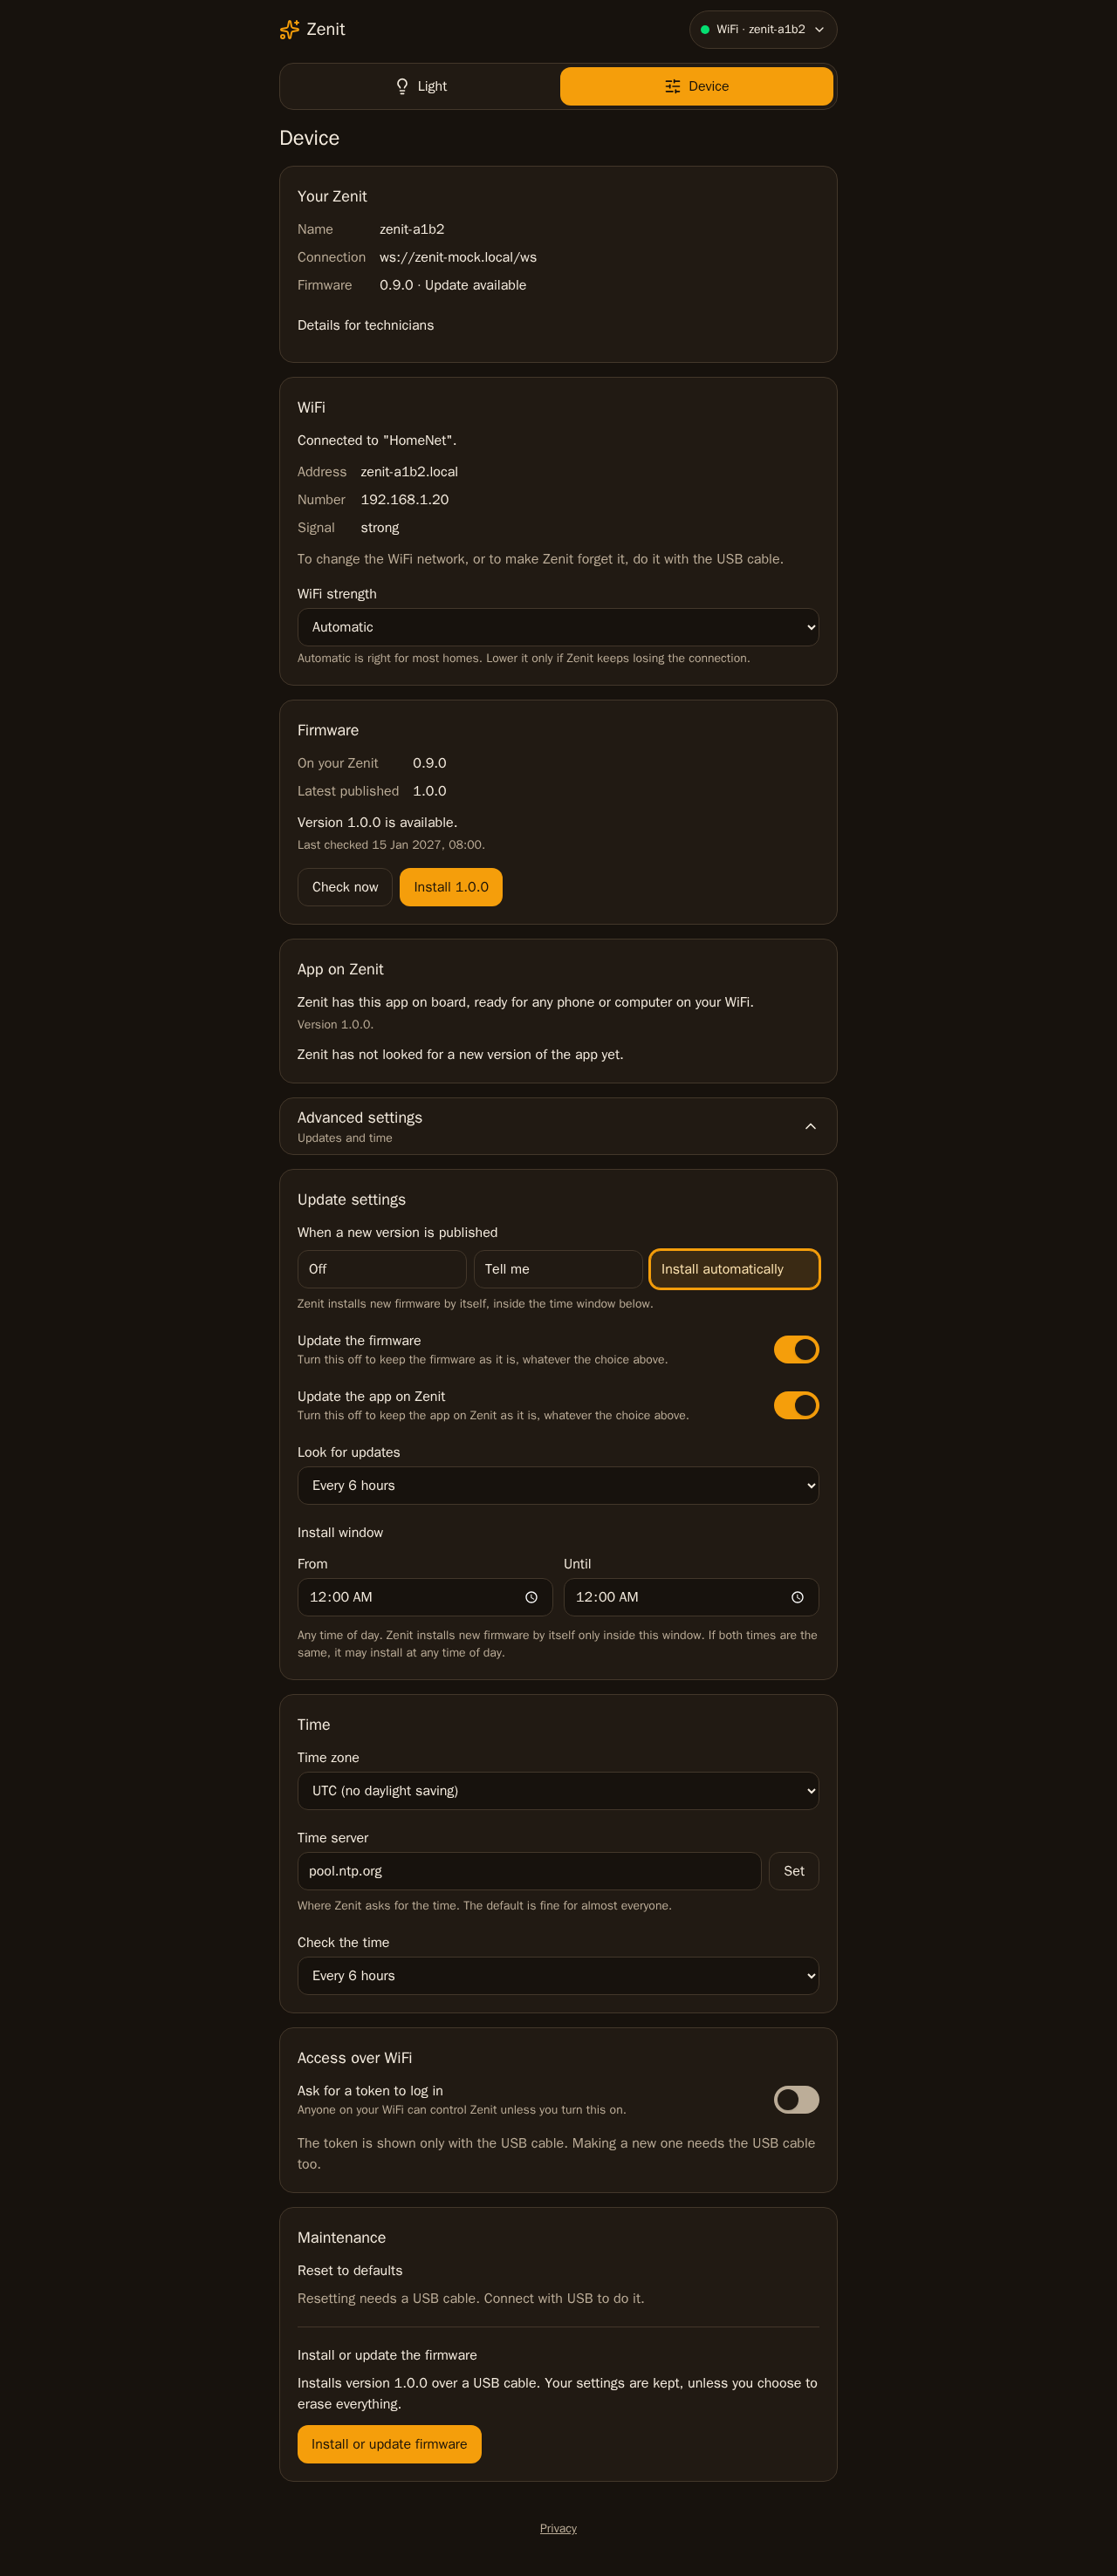 Zenit
WiFi · zenit-a1b2
Light
Device
Device
Your Zenit
Name zenit-a1b2
Connection ws://zenit-mock.local/ws
Firmware 0.9.0 · Update available
Details for technicians
WiFi
Connected to "HomeNet".
Address zenit-a1b2.local
Number 192.168.1.20
Signal strong
To change the WiFi network, or to make Zenit forget it, do it with the USB cable.
WiFi strength
Automatic
Automatic is right for most homes. Lower it only if Zenit keeps losing the connection.
Firmware
On your Zenit 0.9.0
Latest published 1.0.0
Version 1.0.0 is available.
Last checked 15 Jan 2027, 08:00.
Check now
Install 1.0.0
App on Zenit
Zenit has this app on board, ready for any phone or computer on your WiFi.
Version 1.0.0.
Zenit has not looked for a new version of the app yet.
Advanced settings
Updates and time
Update settings
When a new version is published
Off
Tell me
Install automatically
Zenit installs new firmware by itself, inside the time window below.
Update the firmware
Turn this off to keep the firmware as it is, whatever the choice above.
Update the app on Zenit
Turn this off to keep the app on Zenit as it is, whatever the choice above.
Look for updates
Every 6 hours
Install window
From
Until
12:00 AM
12:00 AM
Any time of day. Zenit installs new firmware by itself only inside this window. If both times are the
same, it may install at any time of day.
Time
Time zone
UTC (no daylight saving)
Time server
pool.ntp.org
Set
Where Zenit asks for the time. The default is fine for almost everyone.
Check the time
Every 6 hours
Access over WiFi
Ask for a token to log in
Anyone on your WiFi can control Zenit unless you turn this on.
The token is shown only with the USB cable. Making a new one needs the USB cable
too.
Maintenance
Reset to defaults
Resetting needs a USB cable. Connect with USB to do it.
Install or update the firmware
Installs version 1.0.0 over a USB cable. Your settings are kept, unless you choose to
erase everything.
Install or update firmware
Privacy